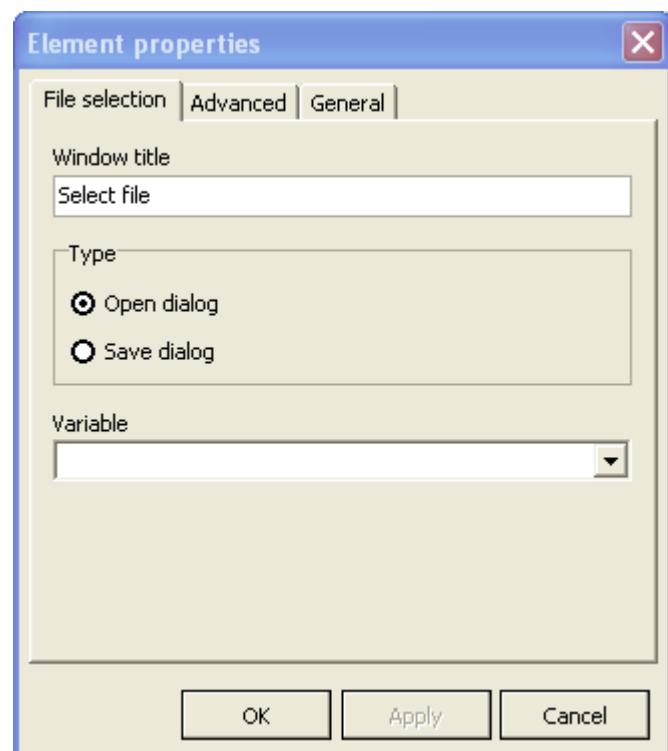 Element properties
File selection Advanced General
Window title
Select file
Type
Open dialog
Save dialog
Variable
OK Apply Cancel